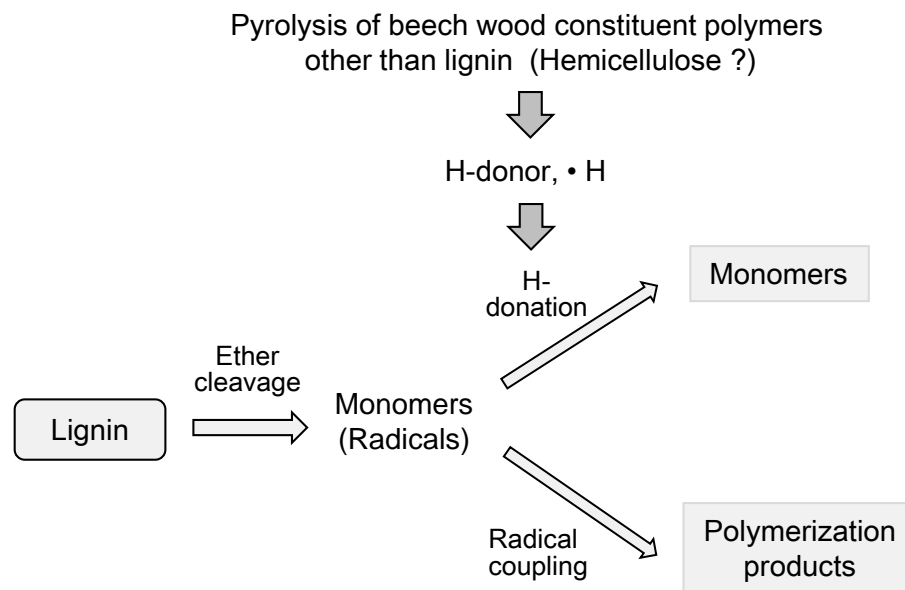 Pyrolysis of beech wood constituent polymers
other than lignin (Hemicellulose ?)
H-donor, • H
H-
donation
Monomers
Ether
cleavage
Lignin
Monomers
(Radicals)
Radical
coupling
Polymerization
products